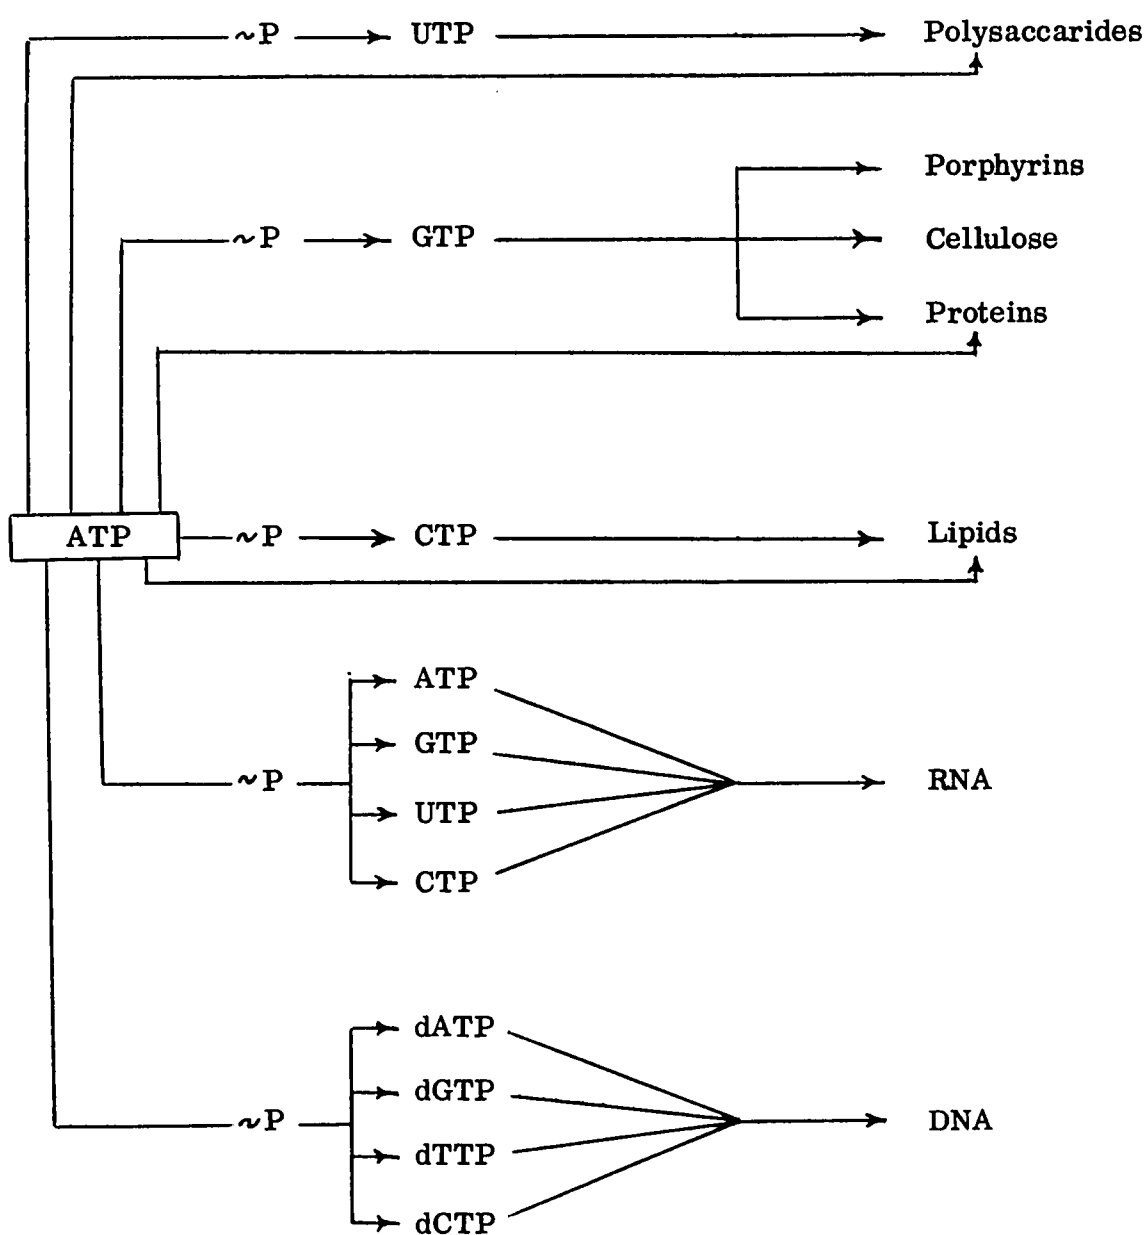 ~P UTP Polysaccarides
Porphyrins
~P GTP Cellulose
Proteins
ATP ~P CTP Lipids
ATP
GTP
~P RNA
UTP
CTP
dATP
dGTP
~P DNA
dTTP
dCTP